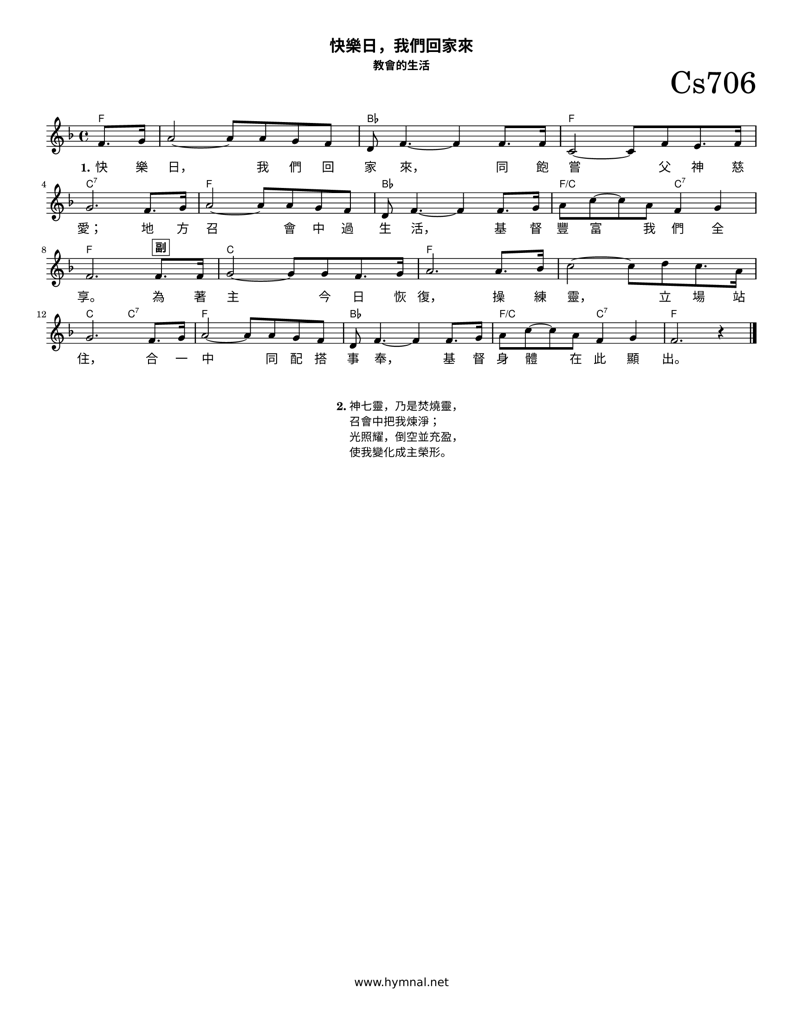 快樂日，我們回家來
教會的生活
Cs706
F B♭ F
1. 快 樂 日， 我 們 回 家 來， 同 飽 嘗 父 神 慈
4 C7 F B♭ F/C C7
愛； 地 方 召 會 中 過 生 活， 基 督 豐 富 我 們 全
8 F 副 C F
享。 為 著 主 今 日 恢 復， 操 練 靈， 立 場 站
12 C C7 F B♭ F/C C7 F
住， 合 一 中 同 配 搭 事 奉， 基 督 身 體 在 此 顯 出。
2. 神七靈，乃是焚燒靈，
召會中把我煉淨；
光照耀，倒空並充盈，
使我變化成主榮形。
www.hymnal.net